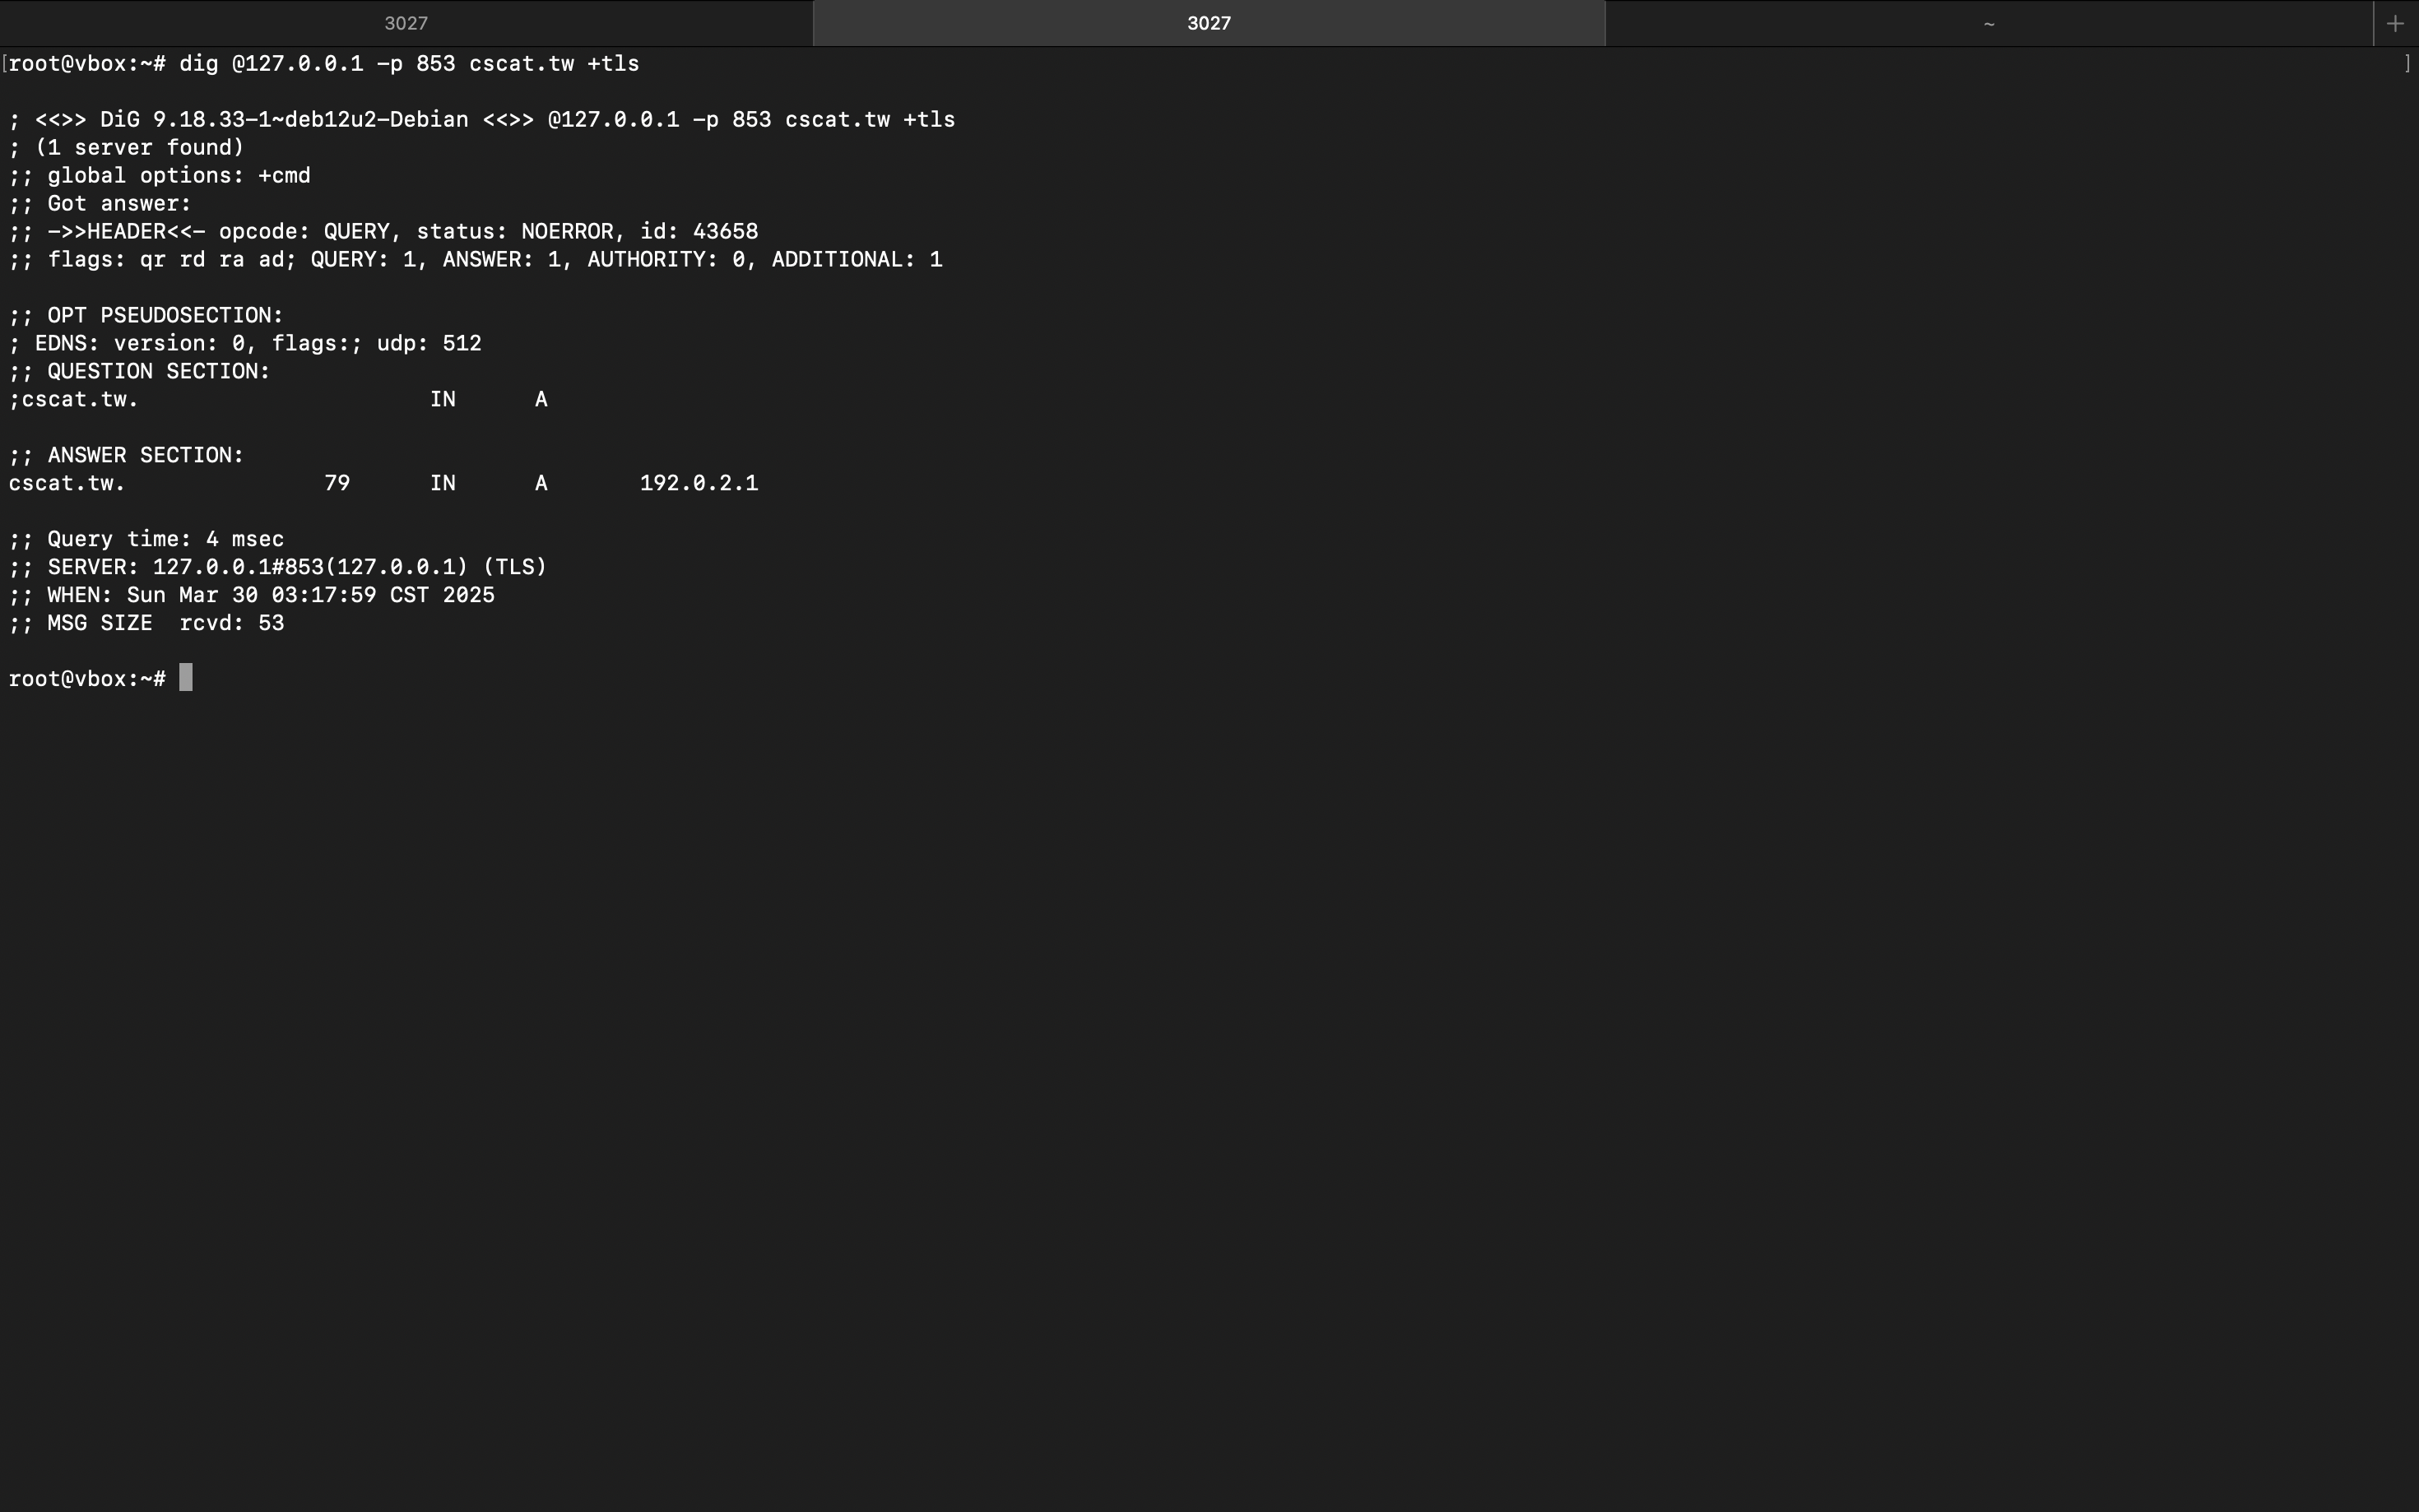 3027 3027 ~ +
[root@vbox:~# dig @127.0.0.1 -p 853 cscat.tw +tls ]
; <<>> DiG 9.18.33-1~deb12u2-Debian <<>> @127.0.0.1 -p 853 cscat.tw +tls
; (1 server found)
;; global options: +cmd
;; Got answer:
;; ->>HEADER<<- opcode: QUERY, status: NOERROR, id: 43658
;; flags: qr rd ra ad; QUERY: 1, ANSWER: 1, AUTHORITY: 0, ADDITIONAL: 1
;; OPT PSEUDOSECTION:
; EDNS: version: 0, flags:; udp: 512
;; QUESTION SECTION:
;cscat.tw. IN A
;; ANSWER SECTION:
cscat.tw. 79 IN A 192.0.2.1
;; Query time: 4 msec
;; SERVER: 127.0.0.1#853(127.0.0.1) (TLS)
;; WHEN: Sun Mar 30 03:17:59 CST 2025
;; MSG SIZE  rcvd: 53
root@vbox:~#